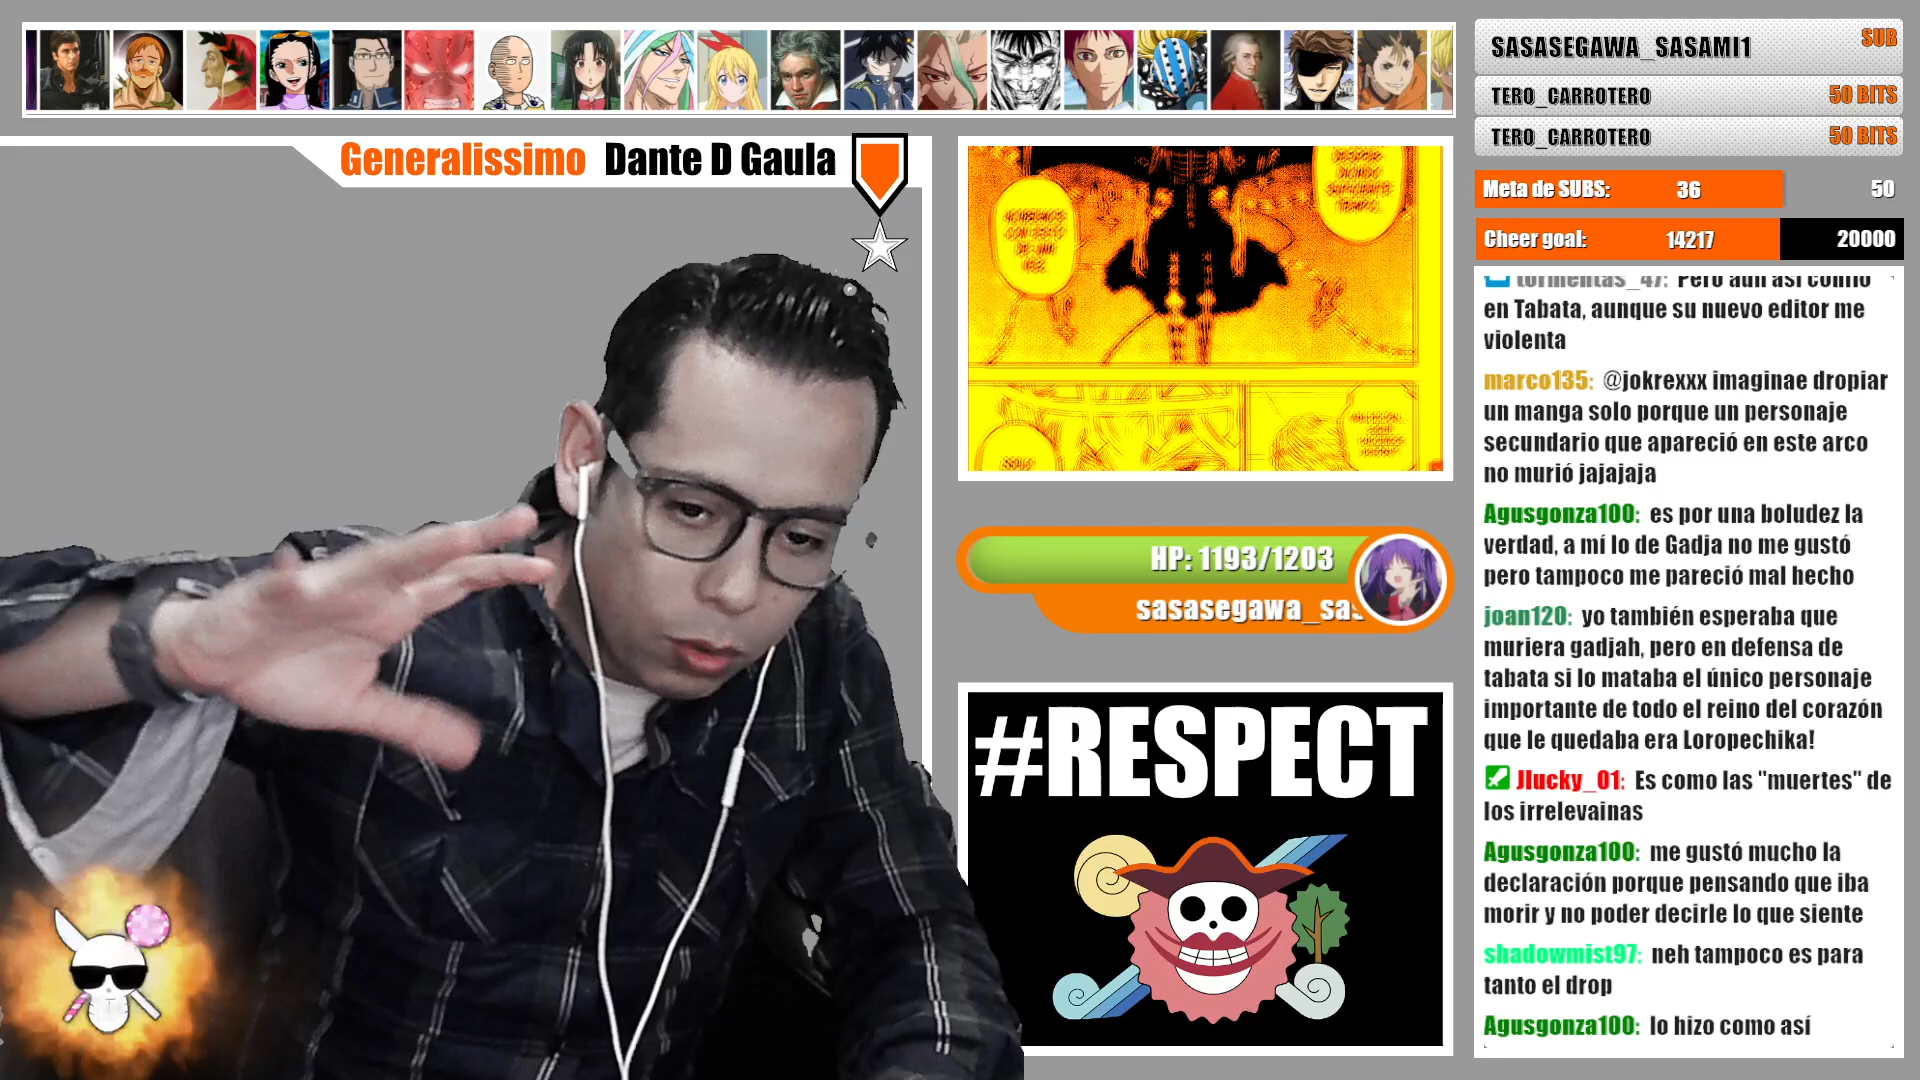 SASASEGAWA_SASAMI1 SUB
TERO_CARROTERO 50 BITS
TERO_CARROTERO 50 BITS
Generalissimo Dante D Gaula
Meta de SUBS: 36 50
Cheer goal: 14217 20000
en Tabata, aunque su nuevo editor me
violenta
marco135: @jokrexxx imaginae dropiar
un manga solo porque un personaje
secundario que apareció en este arco
no murió jajajaja
Agusgonza100: es por una boludez la
verdad, a mí lo de Gadja no me gustó
pero tampoco me pareció mal hecho
joan120: yo también esperaba que
muriera gadjah, pero en defensa de
tabata si lo mataba el único personaje
importante de todo el reino del corazón
que le quedaba era Loropechika!
Jlucky_01: Es como las "muertes" de
los irrelevainas
Agusgonza100: me gustó mucho la
declaración porque pensando que iba
morir y no poder decirle lo que siente
shadowmist97: neh tampoco es para
tanto el drop
Agusgonza100: lo hizo como así
HP: 1193/1203
sasasegawa_sas
#RESPECT